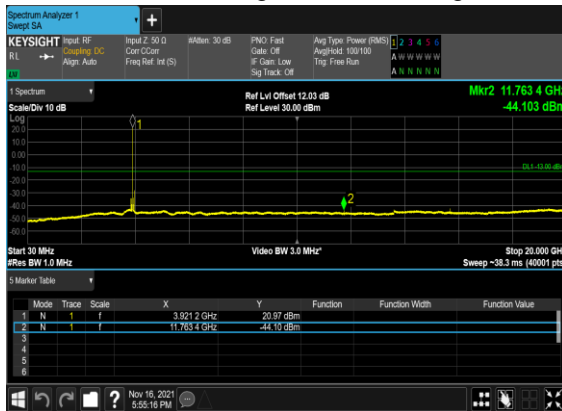 Spectrum Analyzer 1
Swept SA
+
KEYSIGHT Input: RF Input Z: 50 Ω #Atten: 30 dB PNO: Fast Avg Type: Power (RMS) 1 2 3 4 5 6
RL Coupling: DC Corr CCorr Gate: Off Avg|Hold: 100/100 A W W W W W
Align: Auto Freq Ref: Int (S) IF Gain: Low Trig: Free Run
Sig Track: Off A N N N N N
1 Spectrum
Ref Lvl Offset 12.03 dB Mkr2 11.763 4 GHz
Scale/Div 10 dB Ref Level 30.00 dBm -44.103 dBm
Log
20.0
10.0
0.00
-10.0
DL1 -13.00 dBm
-20.0
-30.0
-40.0
-50.0
-60.0
1
2
Start 30 MHz Video BW 3.0 MHz* Stop 20.000 GHz
#Res BW 1.0 MHz Sweep ~38.3 ms (40001 pts)
5 Marker Table
Mode Trace Scale X Y Function Function Width Function Value
1 N 1 f 3.921 2 GHz 20.97 dBm
2 N 1 f 11.763 4 GHz -44.10 dBm
3
4
5
6
? Nov 16, 2021
5:55:16 PM